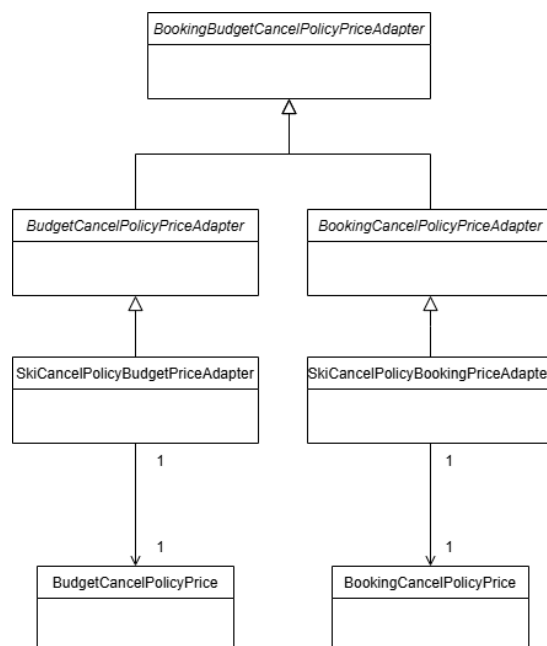 BookingBudgetCancelPolicyPriceAdapter
BudgetCancelPolicyPriceAdapter
BookingCancelPolicyPriceAdapter
SkiCancelPolicyBudgetPriceAdapter
SkiCancelPolicyBookingPriceAdapte
1
1
1
1
BudgetCancelPolicyPrice
BookingCancelPolicyPrice